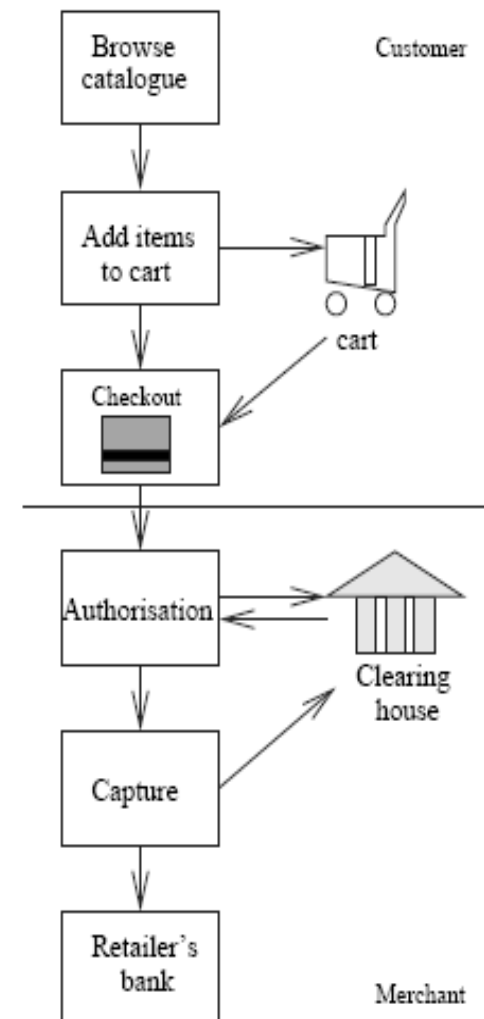 Browse
catalogue
Customer
Add items
to cart
cart
Checkout
Authorisation
Clearing
house
Capture
Retailer's
bank
Merchant